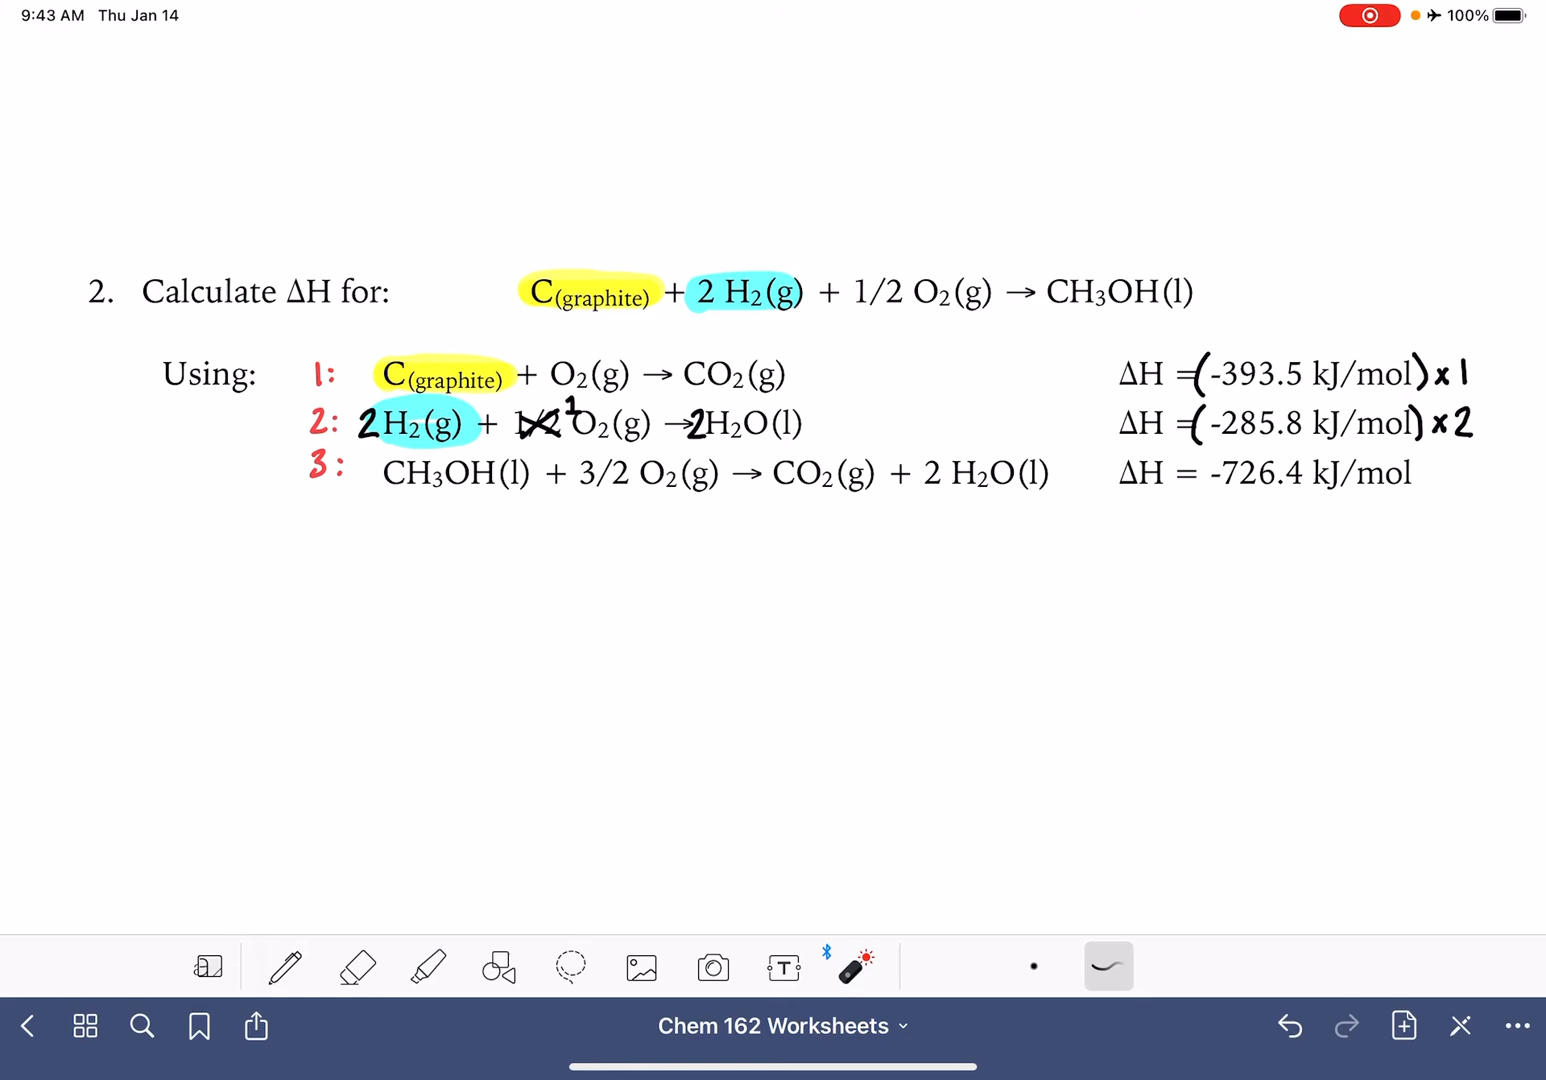 9:43 AM Thu Jan 14 100%
2. Calculate ΔH for: C(graphite) + 2 H₂(g) + 1/2 O₂(g) → CH₃OH(l)
Using: 1: C(graphite) + O₂(g) → CO₂(g) ΔH = (-393.5 kJ/mol) x 1
2: 2 H₂(g) + 1/2 1 O₂(g) → 2 H₂O(l) ΔH = (-285.8 kJ/mol) x 2
3: CH₃OH(l) + 3/2 O₂(g) → CO₂(g) + 2 H₂O(l) ΔH = -726.4 kJ/mol
Chem 162 Worksheets